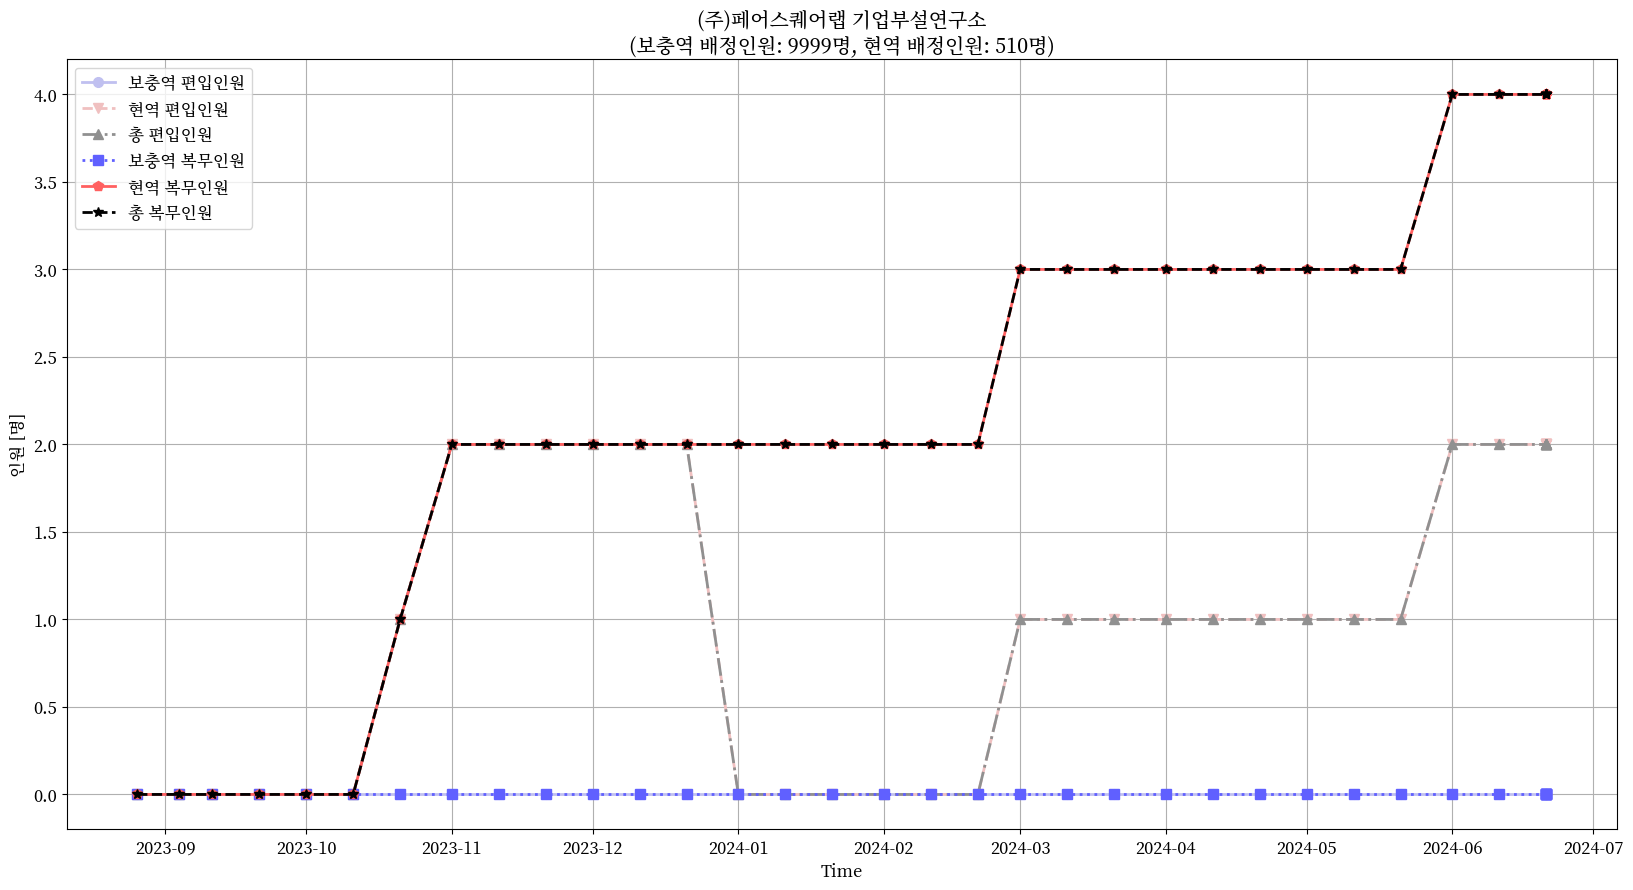 (주)페어스퀘어랩 기업부설연구소
(보충역 배정인원: 9999명, 현역 배정인원: 510명)
보충역 편입인원
현역 편입인원
총 편입인원
보충역 복무인원
현역 복무인원
총 복무인원
4.0
3.5
3.0
2.5
2.0
1.5
1.0
0.5
0.0
인원 [명]
2023-09 2023-10 2023-11 2023-12 2024-01 2024-02 2024-03 2024-04 2024-05 2024-06 2024-07
Time